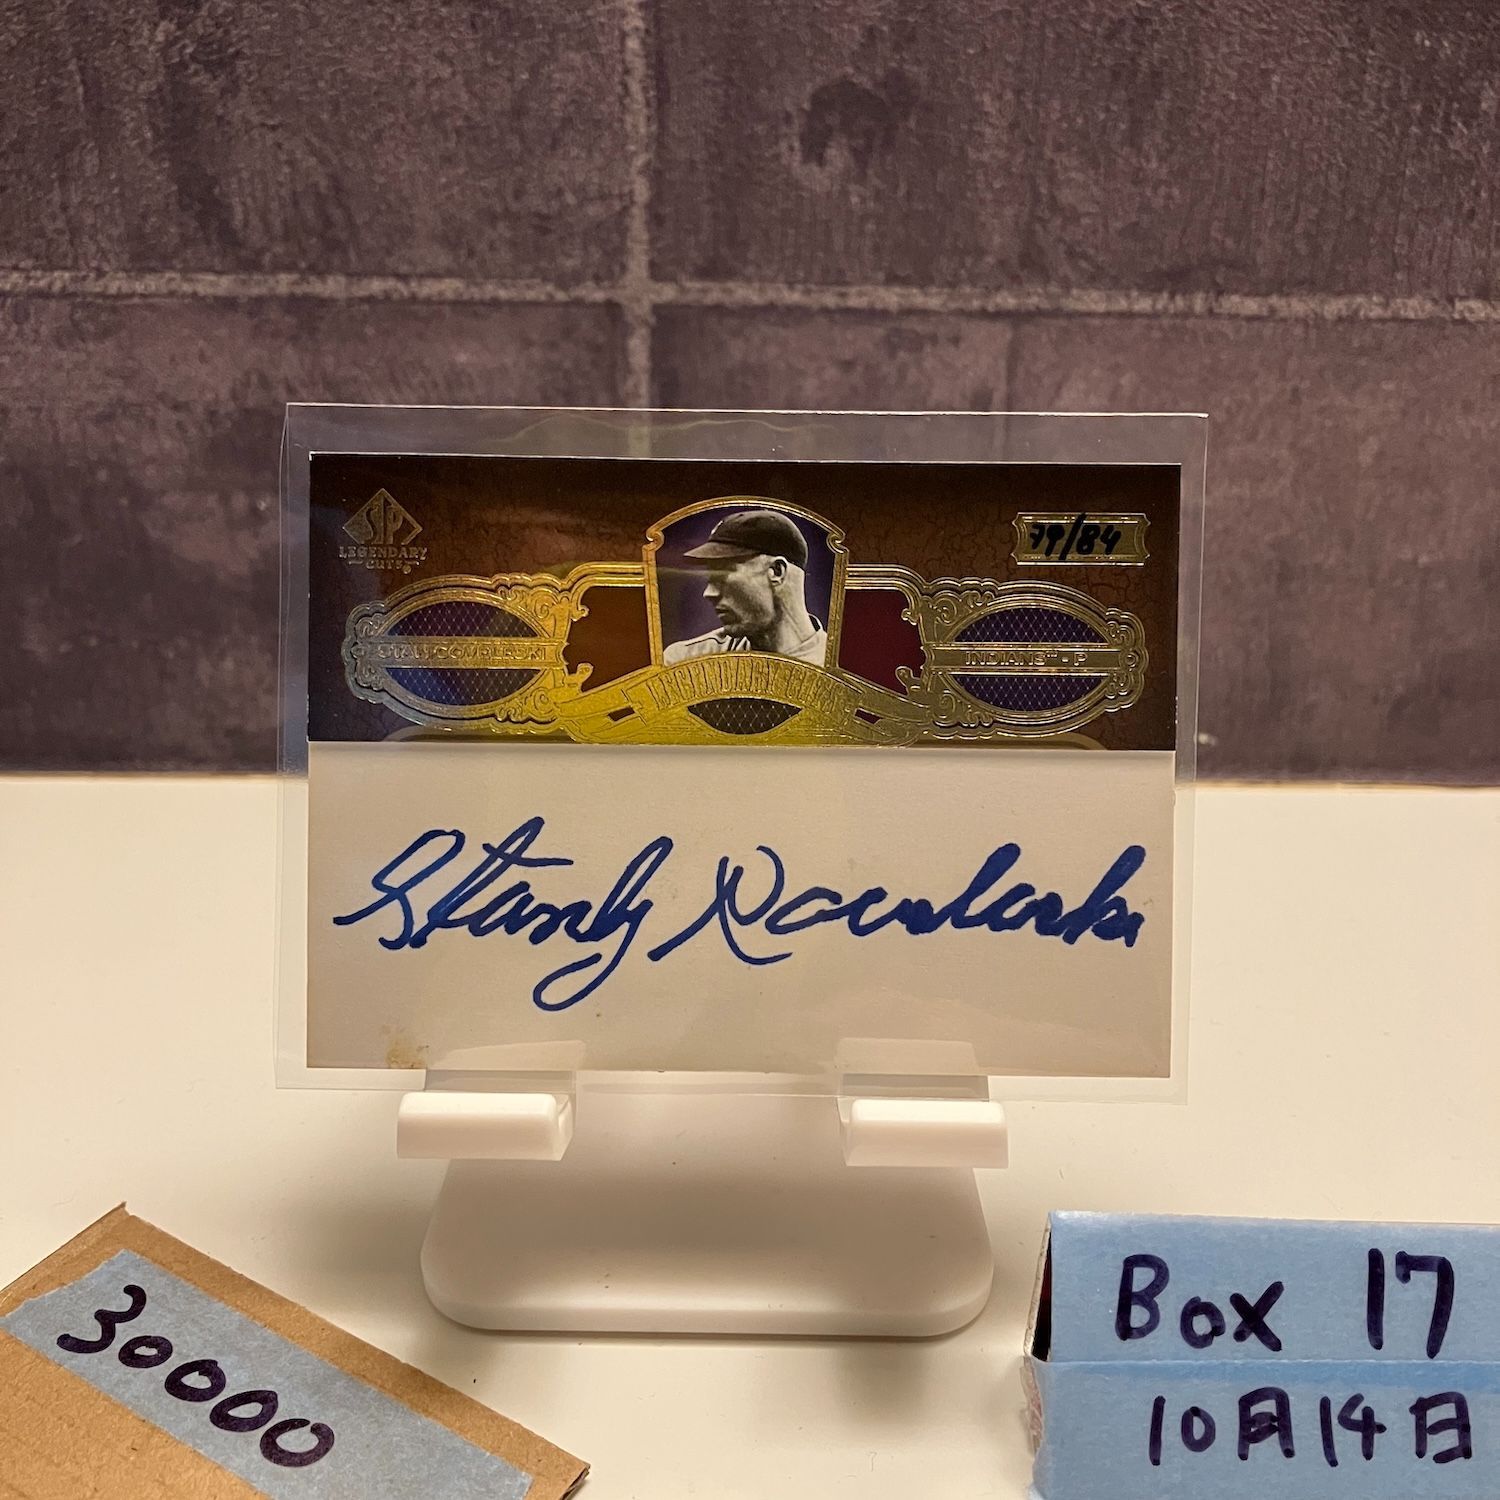 SP
LEGENDARY
CUTS
79/84
STAN COVELESKI
INDIANS™ - P
LEGENDARY CUTS
Stanley Coveleski
30000
Box 17
10月14日